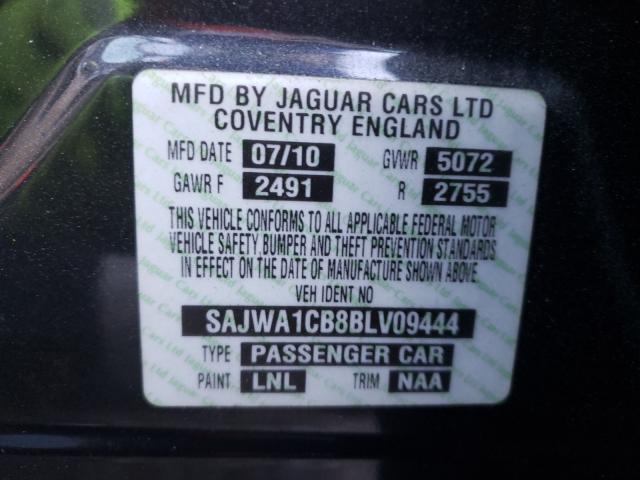 MFD BY JAGUAR CARS LTD
COVENTRY ENGLAND
MFD DATE 07/10 GVWR 5072
GAWR F 2491 R 2755
THIS VEHICLE CONFORMS TO ALL APPLICABLE FEDERAL MOTOR
VEHICLE SAFETY BUMPER AND THEFT PREVENTION STANDARDS
IN EFFECT ON THE DATE OF MANUFACTURE SHOWN ABOVE
VEH IDENT NO
SAJWA1CB8BLV09444
TYPE PASSENGER CAR
PAINT LNL TRIM NAA